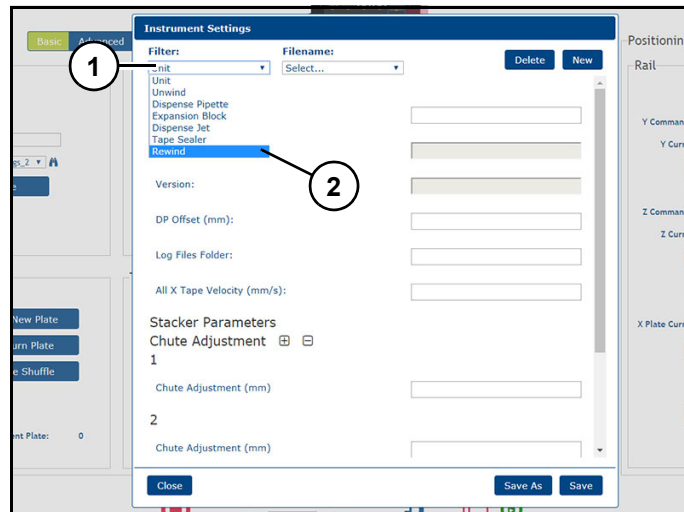 Instrument Settings
Basic Advanced
Filter: Filename:
Unit Select... Delete New
Unit
Unwind
Dispense Pipette
Expansion Block
Dispense Jet
Tape Sealer
Rewind
1
2
Version:
DP Offset (mm):
Log Files Folder:
All X Tape Velocity (mm/s):
Stacker Parameters
Chute Adjustment
1
Chute Adjustment (mm)
2
Chute Adjustment (mm)
Close Save As Save
gs_2
e
New Plate
urn Plate
e Shuffle
ent Plate: 0
Positionin
Rail
Y Comman
Y Curr
Z Comman
Z Curr
X Plate Curr